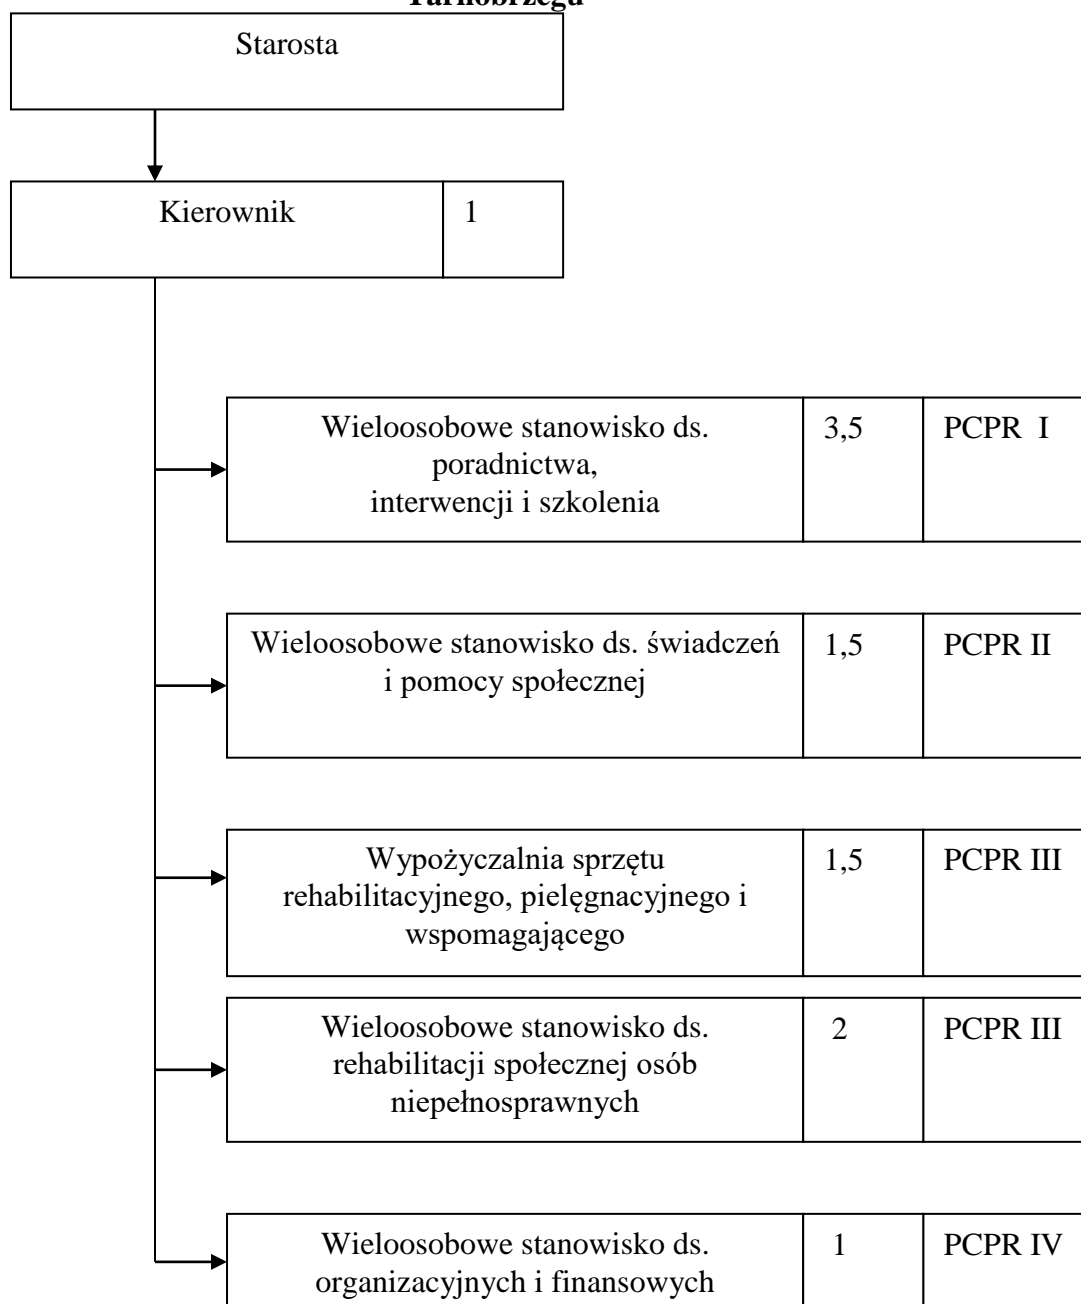 Tarnobrzegu
Starosta
Kierownik 1
Wieloosobowe stanowisko ds. 3,5 PCPR I
poradnictwa,
interwencji i szkolenia
Wieloosobowe stanowisko ds. świadczeń 1,5 PCPR II
i pomocy społecznej
Wypożyczalnia sprzętu 1,5 PCPR III
rehabilitacyjnego, pielęgnacyjnego i
wspomagającego
Wieloosobowe stanowisko ds. 2 PCPR III
rehabilitacji społecznej osób
niepełnosprawnych
Wieloosobowe stanowisko ds. 1 PCPR IV
organizacyjnych i finansowych